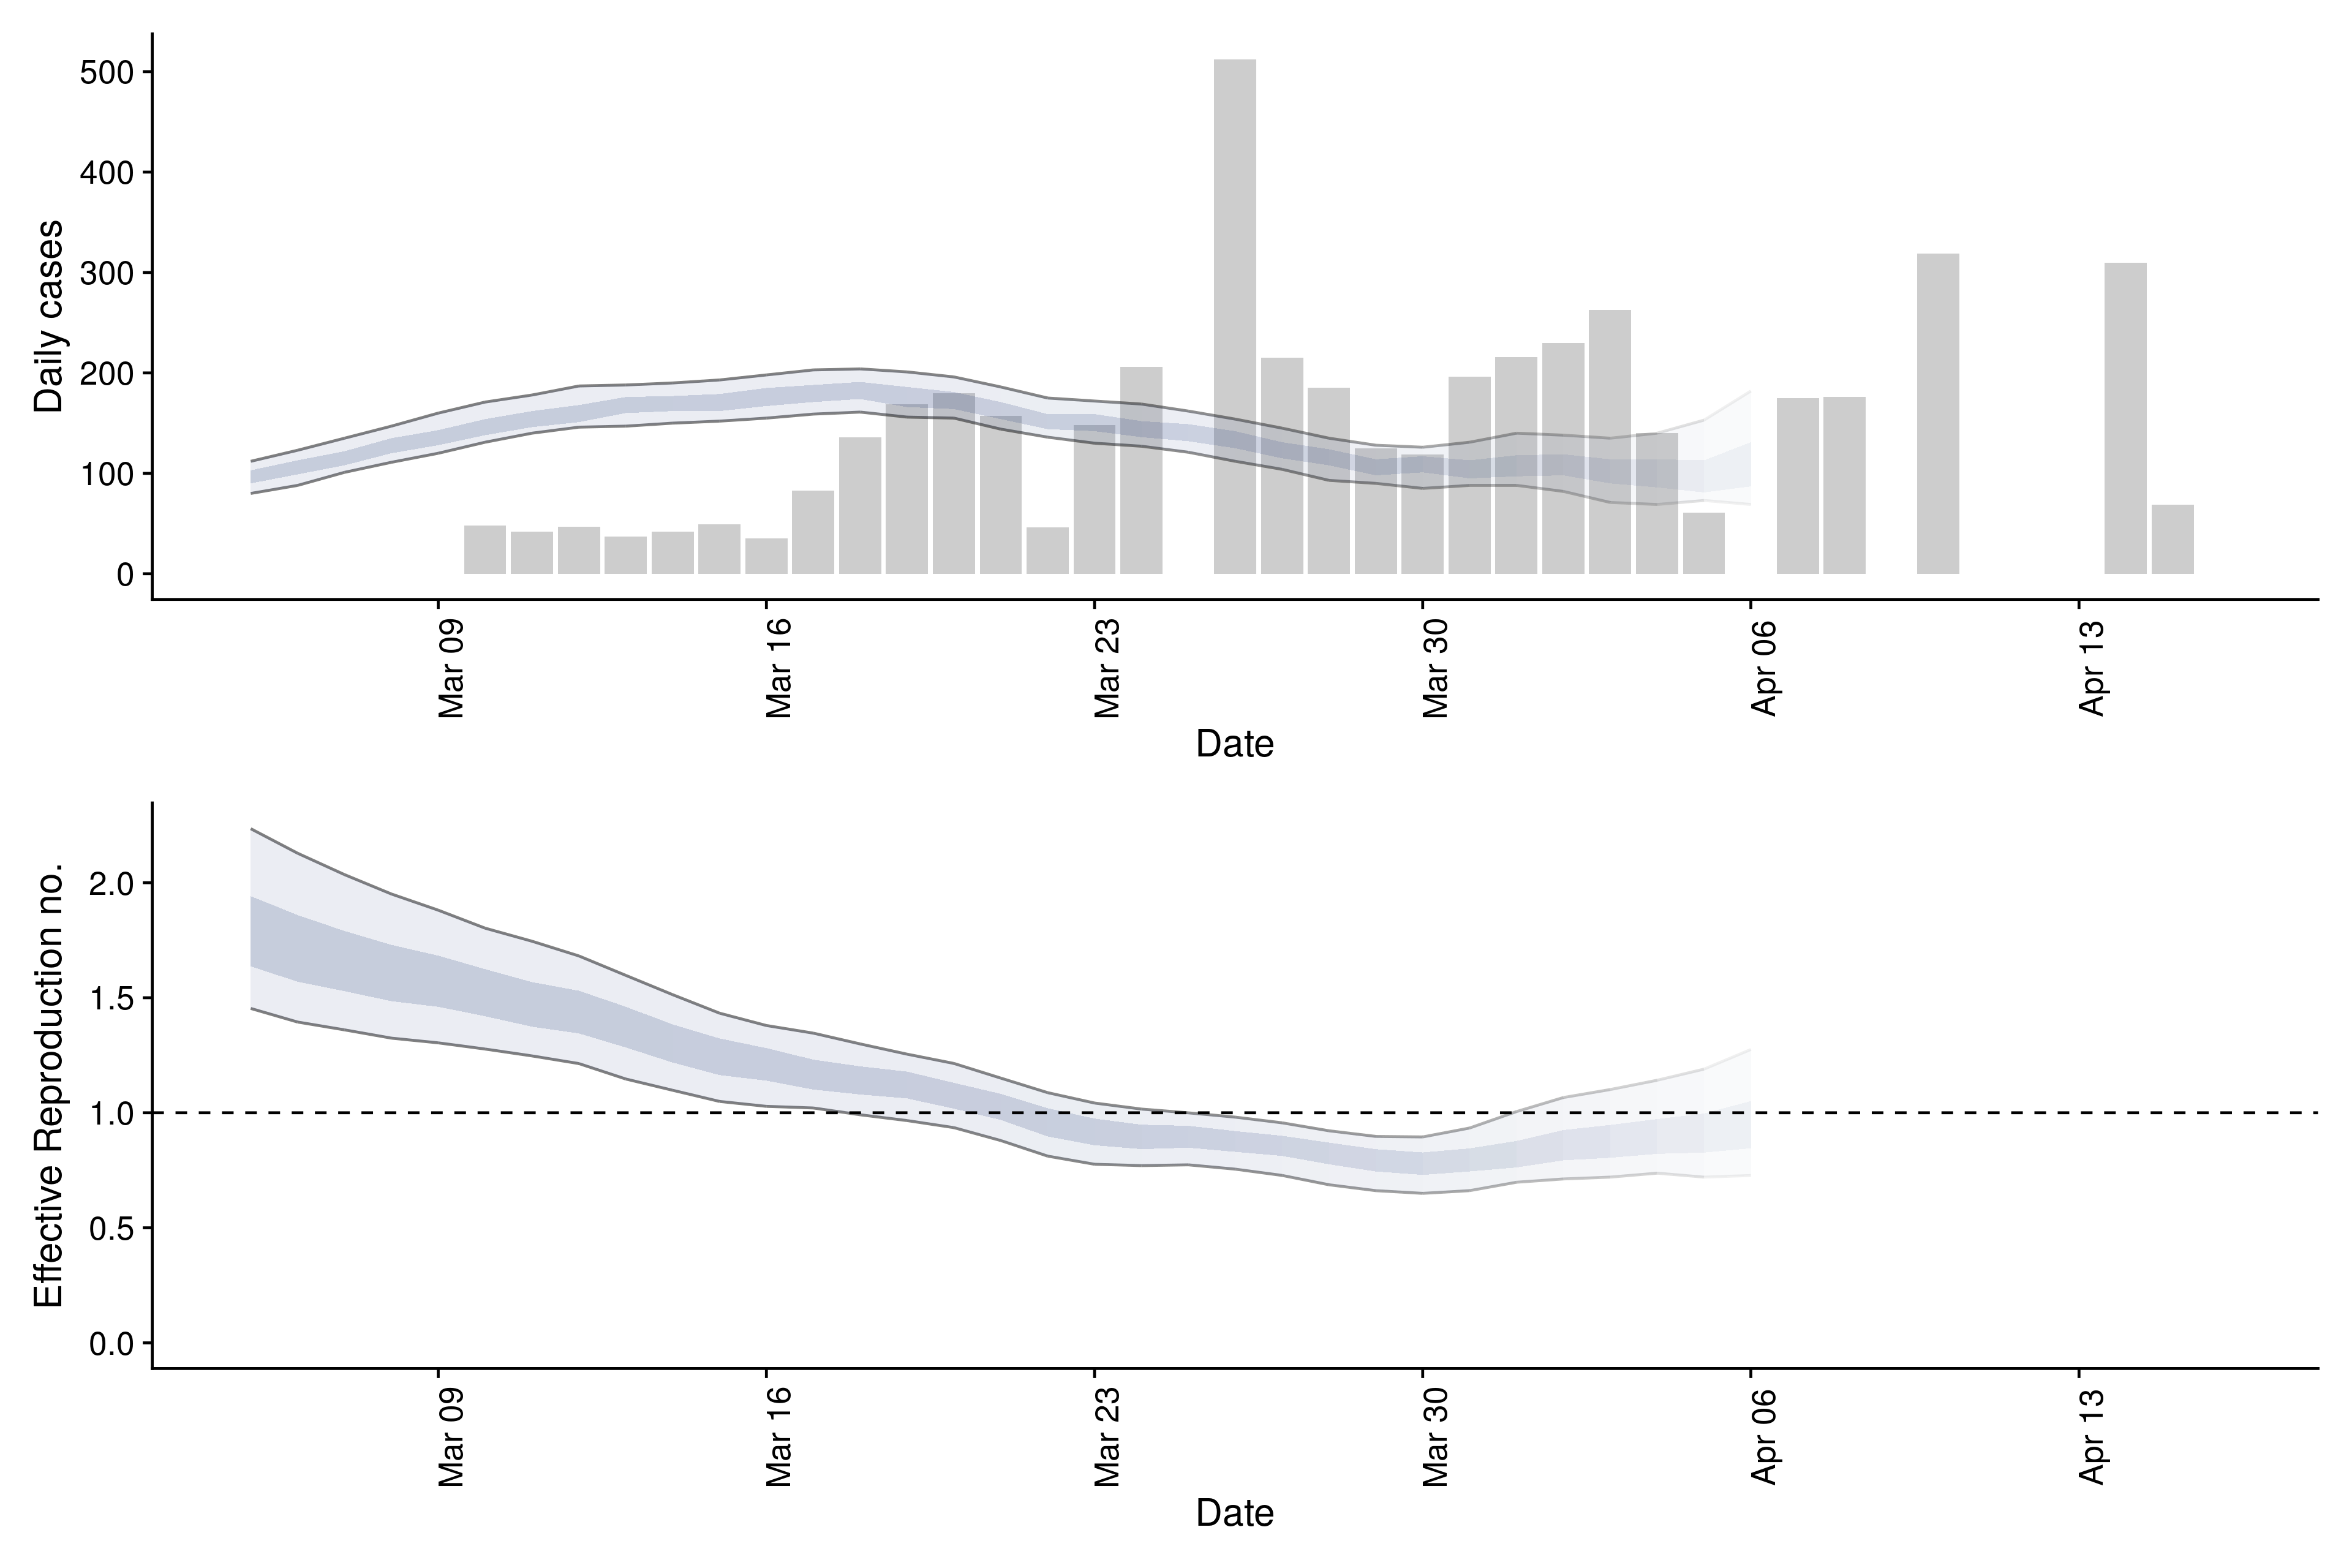 Daily cases
500
400
300
200
100
0
Mar 09
Mar 16
Mar 23
Mar 30
Apr 06
Apr 13
Date
Effective Reproduction no.
2.0
1.5
1.0
0.5
0.0
Mar 09
Mar 16
Mar 23
Mar 30
Apr 06
Apr 13
Date